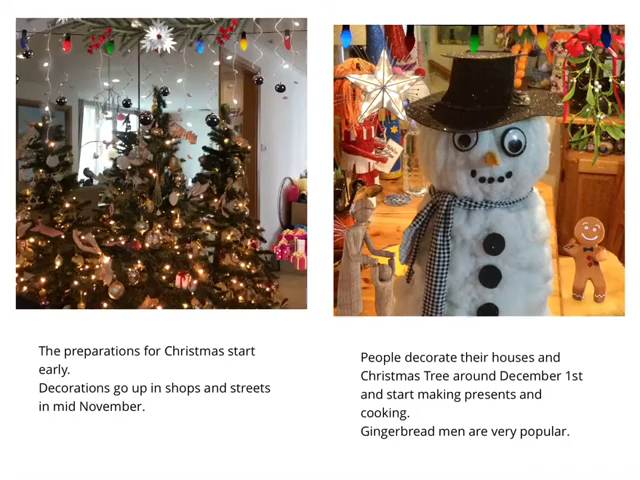 The preparations for Christmas start
early.
Decorations go up in shops and streets
in mid November.
People decorate their houses and
Christmas Tree around December 1st
and start making presents and
cooking.
Gingerbread men are very popular.